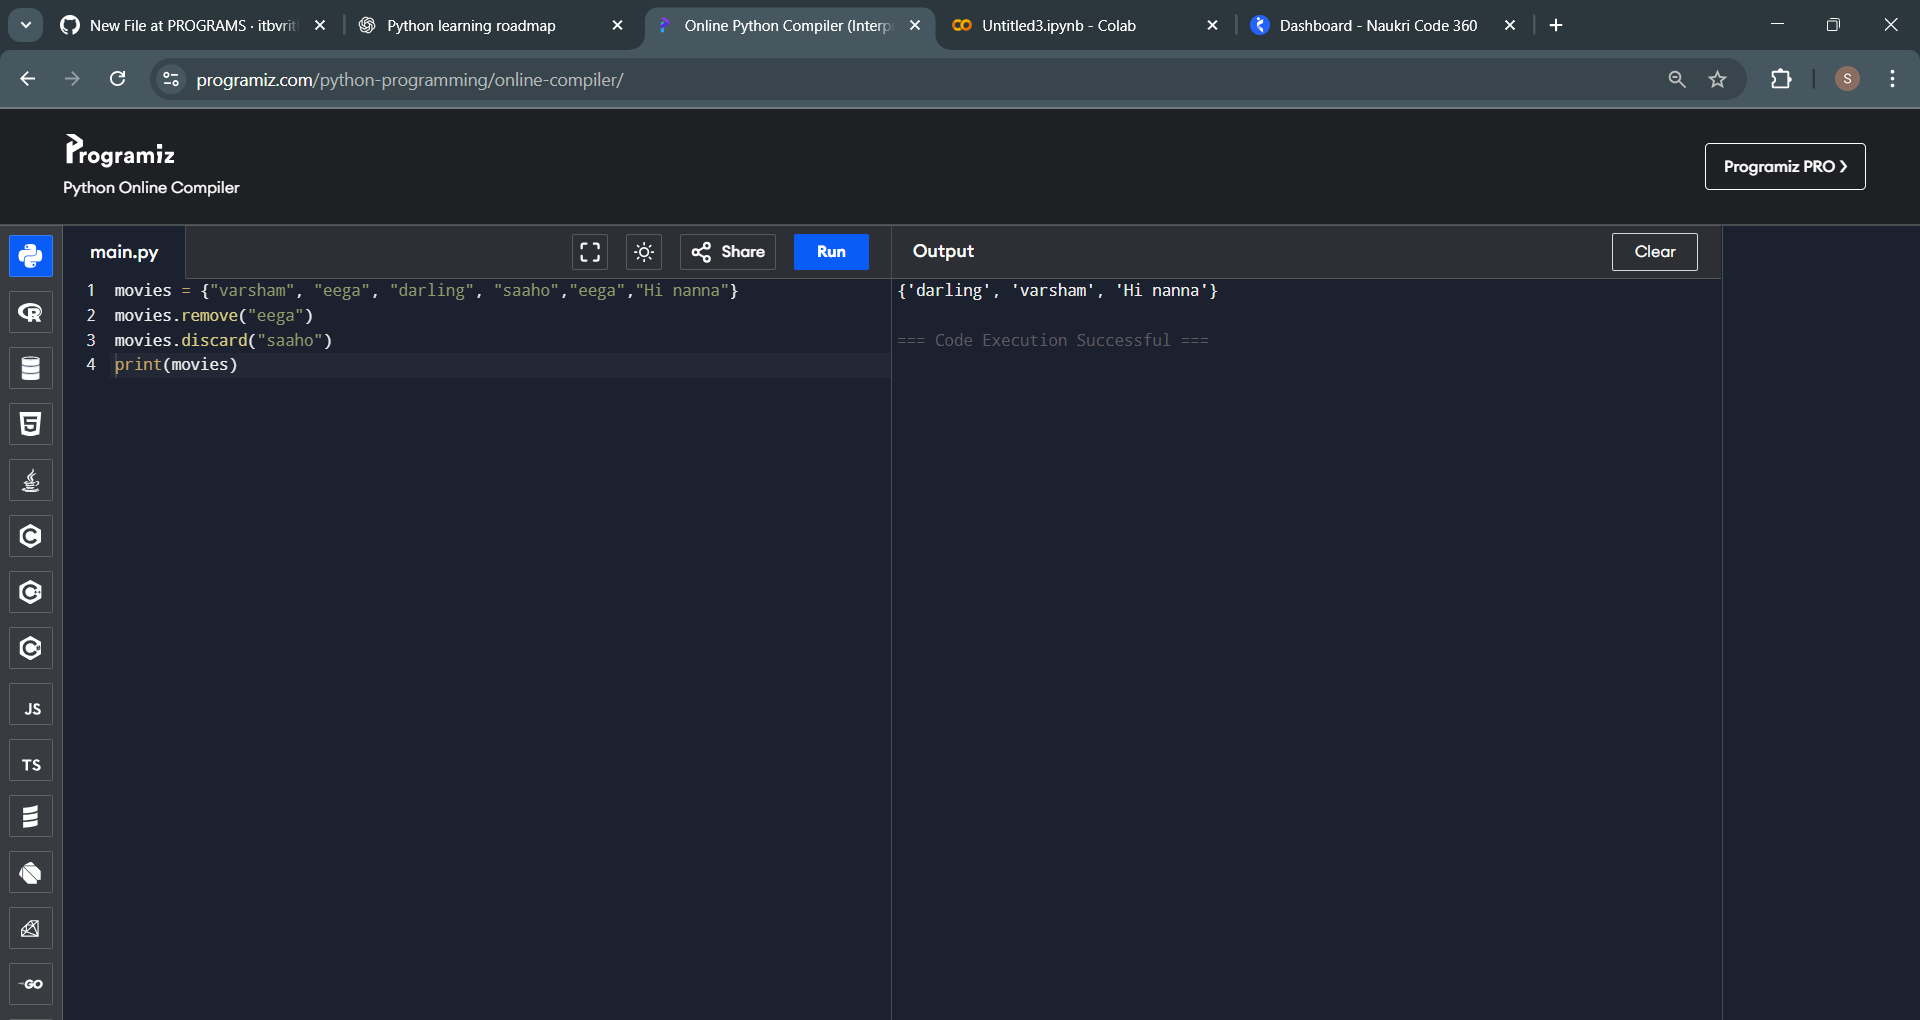 New File at PROGRAMS · itbvrit
Python learning roadmap
Online Python Compiler (Interp
Untitled3.ipynb - Colab
Dashboard - Naukri Code 360
programiz.com/python-programming/online-compiler/
S
Programiz
Python Online Compiler
Programiz PRO
main.py
Share
Run
Output
Clear
1 movies = {"varsham", "eega", "darling", "saaho","eega","Hi nanna"}
2 movies.remove("eega")
3 movies.discard("saaho")
4 print(movies)
{'darling', 'varsham', 'Hi nanna'}
=== Code Execution Successful ===
R
5
C
C
C
JS
TS
GO